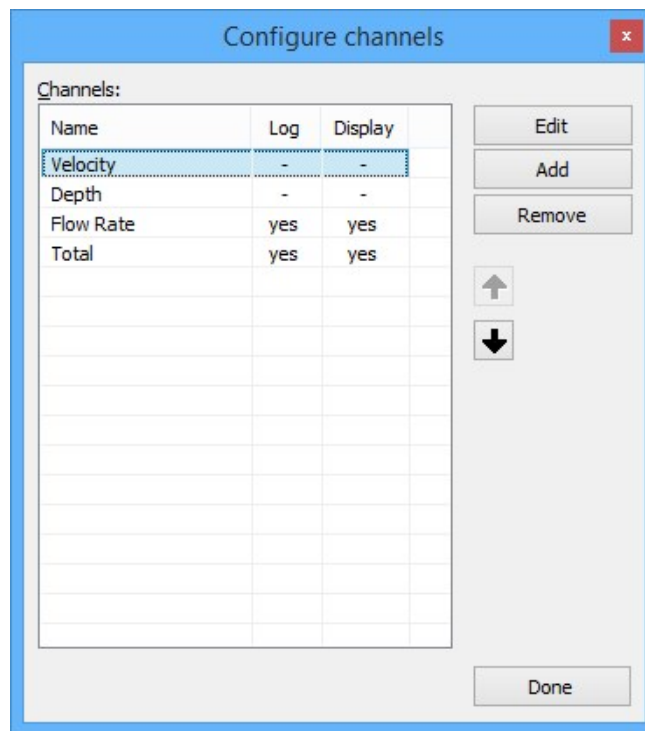 Configure channels
x
Channels:
Name Log Display
Velocity - -
Depth - -
Flow Rate yes yes
Total yes yes
Edit
Add
Remove
Done